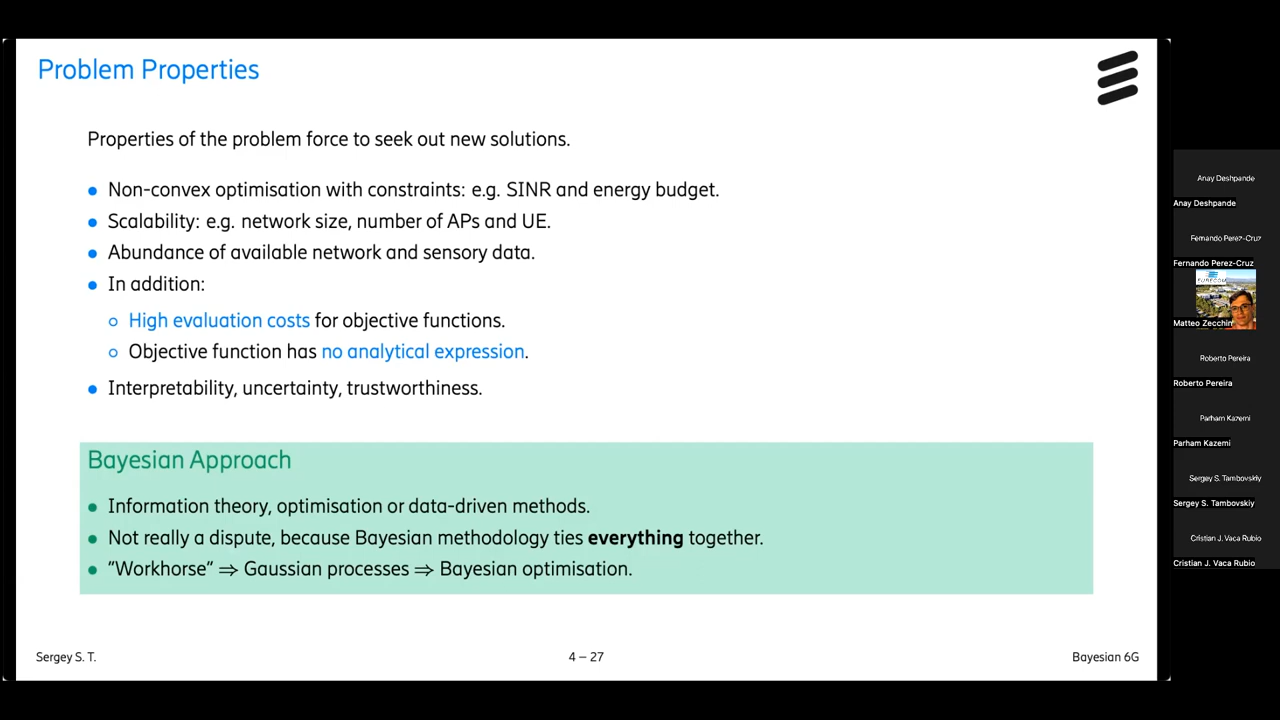 Problem Properties
Properties of the problem force to seek out new solutions.
Non-convex optimisation with constraints: e.g. SINR and energy budget.
Scalability: e.g. network size, number of APs and UE.
Abundance of available network and sensory data.
In addition:
High evaluation costs for objective functions.
Objective function has no analytical expression.
Interpretability, uncertainty, trustworthiness.
Bayesian Approach
Information theory, optimisation or data-driven methods.
Not really a dispute, because Bayesian methodology ties everything together.
"Workhorse" ⇒ Gaussian processes ⇒ Bayesian optimisation.
Sergey S. T.
4 – 27
Bayesian 6G
Anay Deshpande
Anay Deshpande
Fernando Perez-Cruz
Fernando Perez-Cruz
EURECOM
Matteo Zecchin
Roberto Pereira
Roberto Pereira
Parham Kazemi
Parham Kazemi
Sergey S. Tambovskiy
Sergey S. Tambovskiy
Cristian J. Vaca Rubio
Cristian J. Vaca Rubio